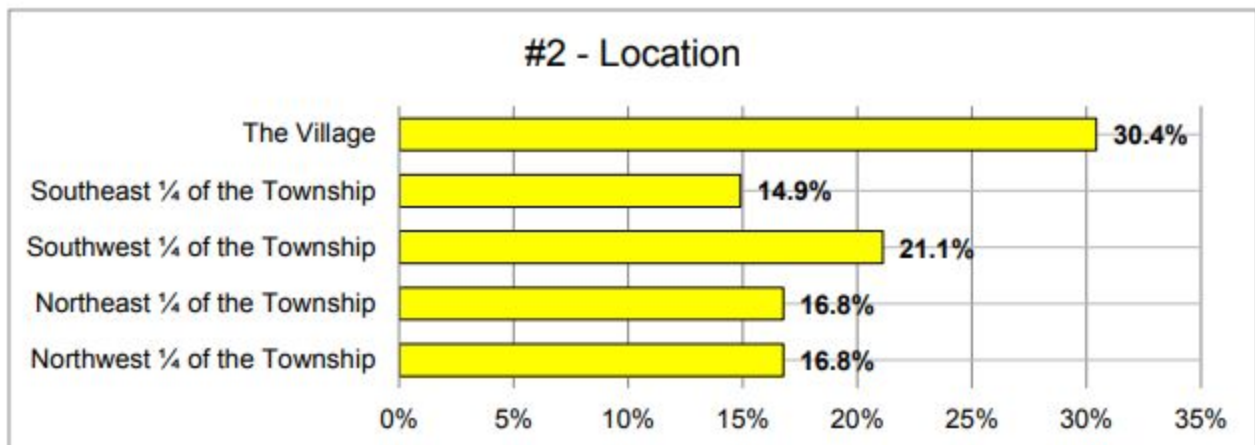 #2 - Location
The Village
30.4%
Southeast ¼ of the Township
14.9%
Southwest ¼ of the Township
21.1%
Northeast ¼ of the Township
16.8%
Northwest ¼ of the Township
16.8%
0% 5% 10% 15% 20% 25% 30% 35%